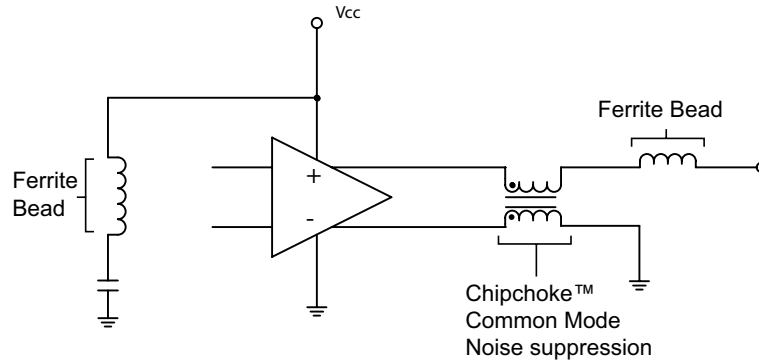 Vcc
Ferrite Bead
Ferrite
Bead
+
-
Chipchoke™
Common Mode
Noise suppression